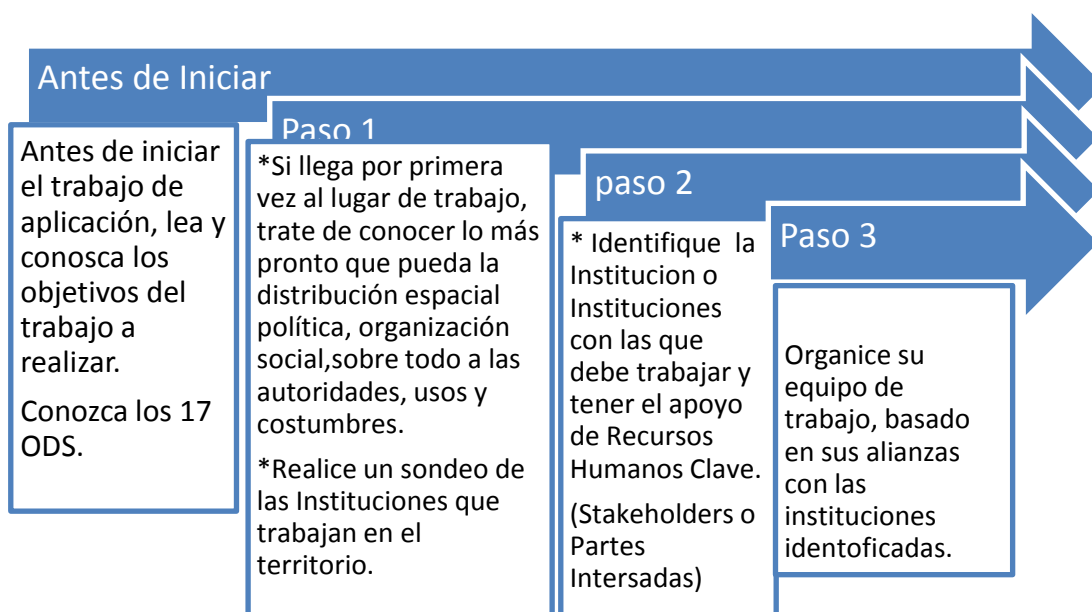 Antes de Iniciar
Antes de iniciar
el trabajo de
aplicación, lea y
conosca los
objetivos del
trabajo a
realizar.
Conozca los 17
ODS.
Paso 1
*Si llega por primera
vez al lugar de trabajo,
trate de conocer lo más
pronto que pueda la
distribución espacial
política, organización
social,sobre todo a las
autoridades, usos y
costumbres.
*Realice un sondeo de
las Instituciones que
trabajan en el
territorio.
paso 2
* Identifique la
Institucion o
Instituciones
con las que
debe trabajar y
tener el apoyo
de Recursos
Humanos Clave.
(Stakeholders o
Partes
Intersadas)
Paso 3
Organice su
equipo de
trabajo, basado
en sus alianzas
con las
instituciones
identoficadas.